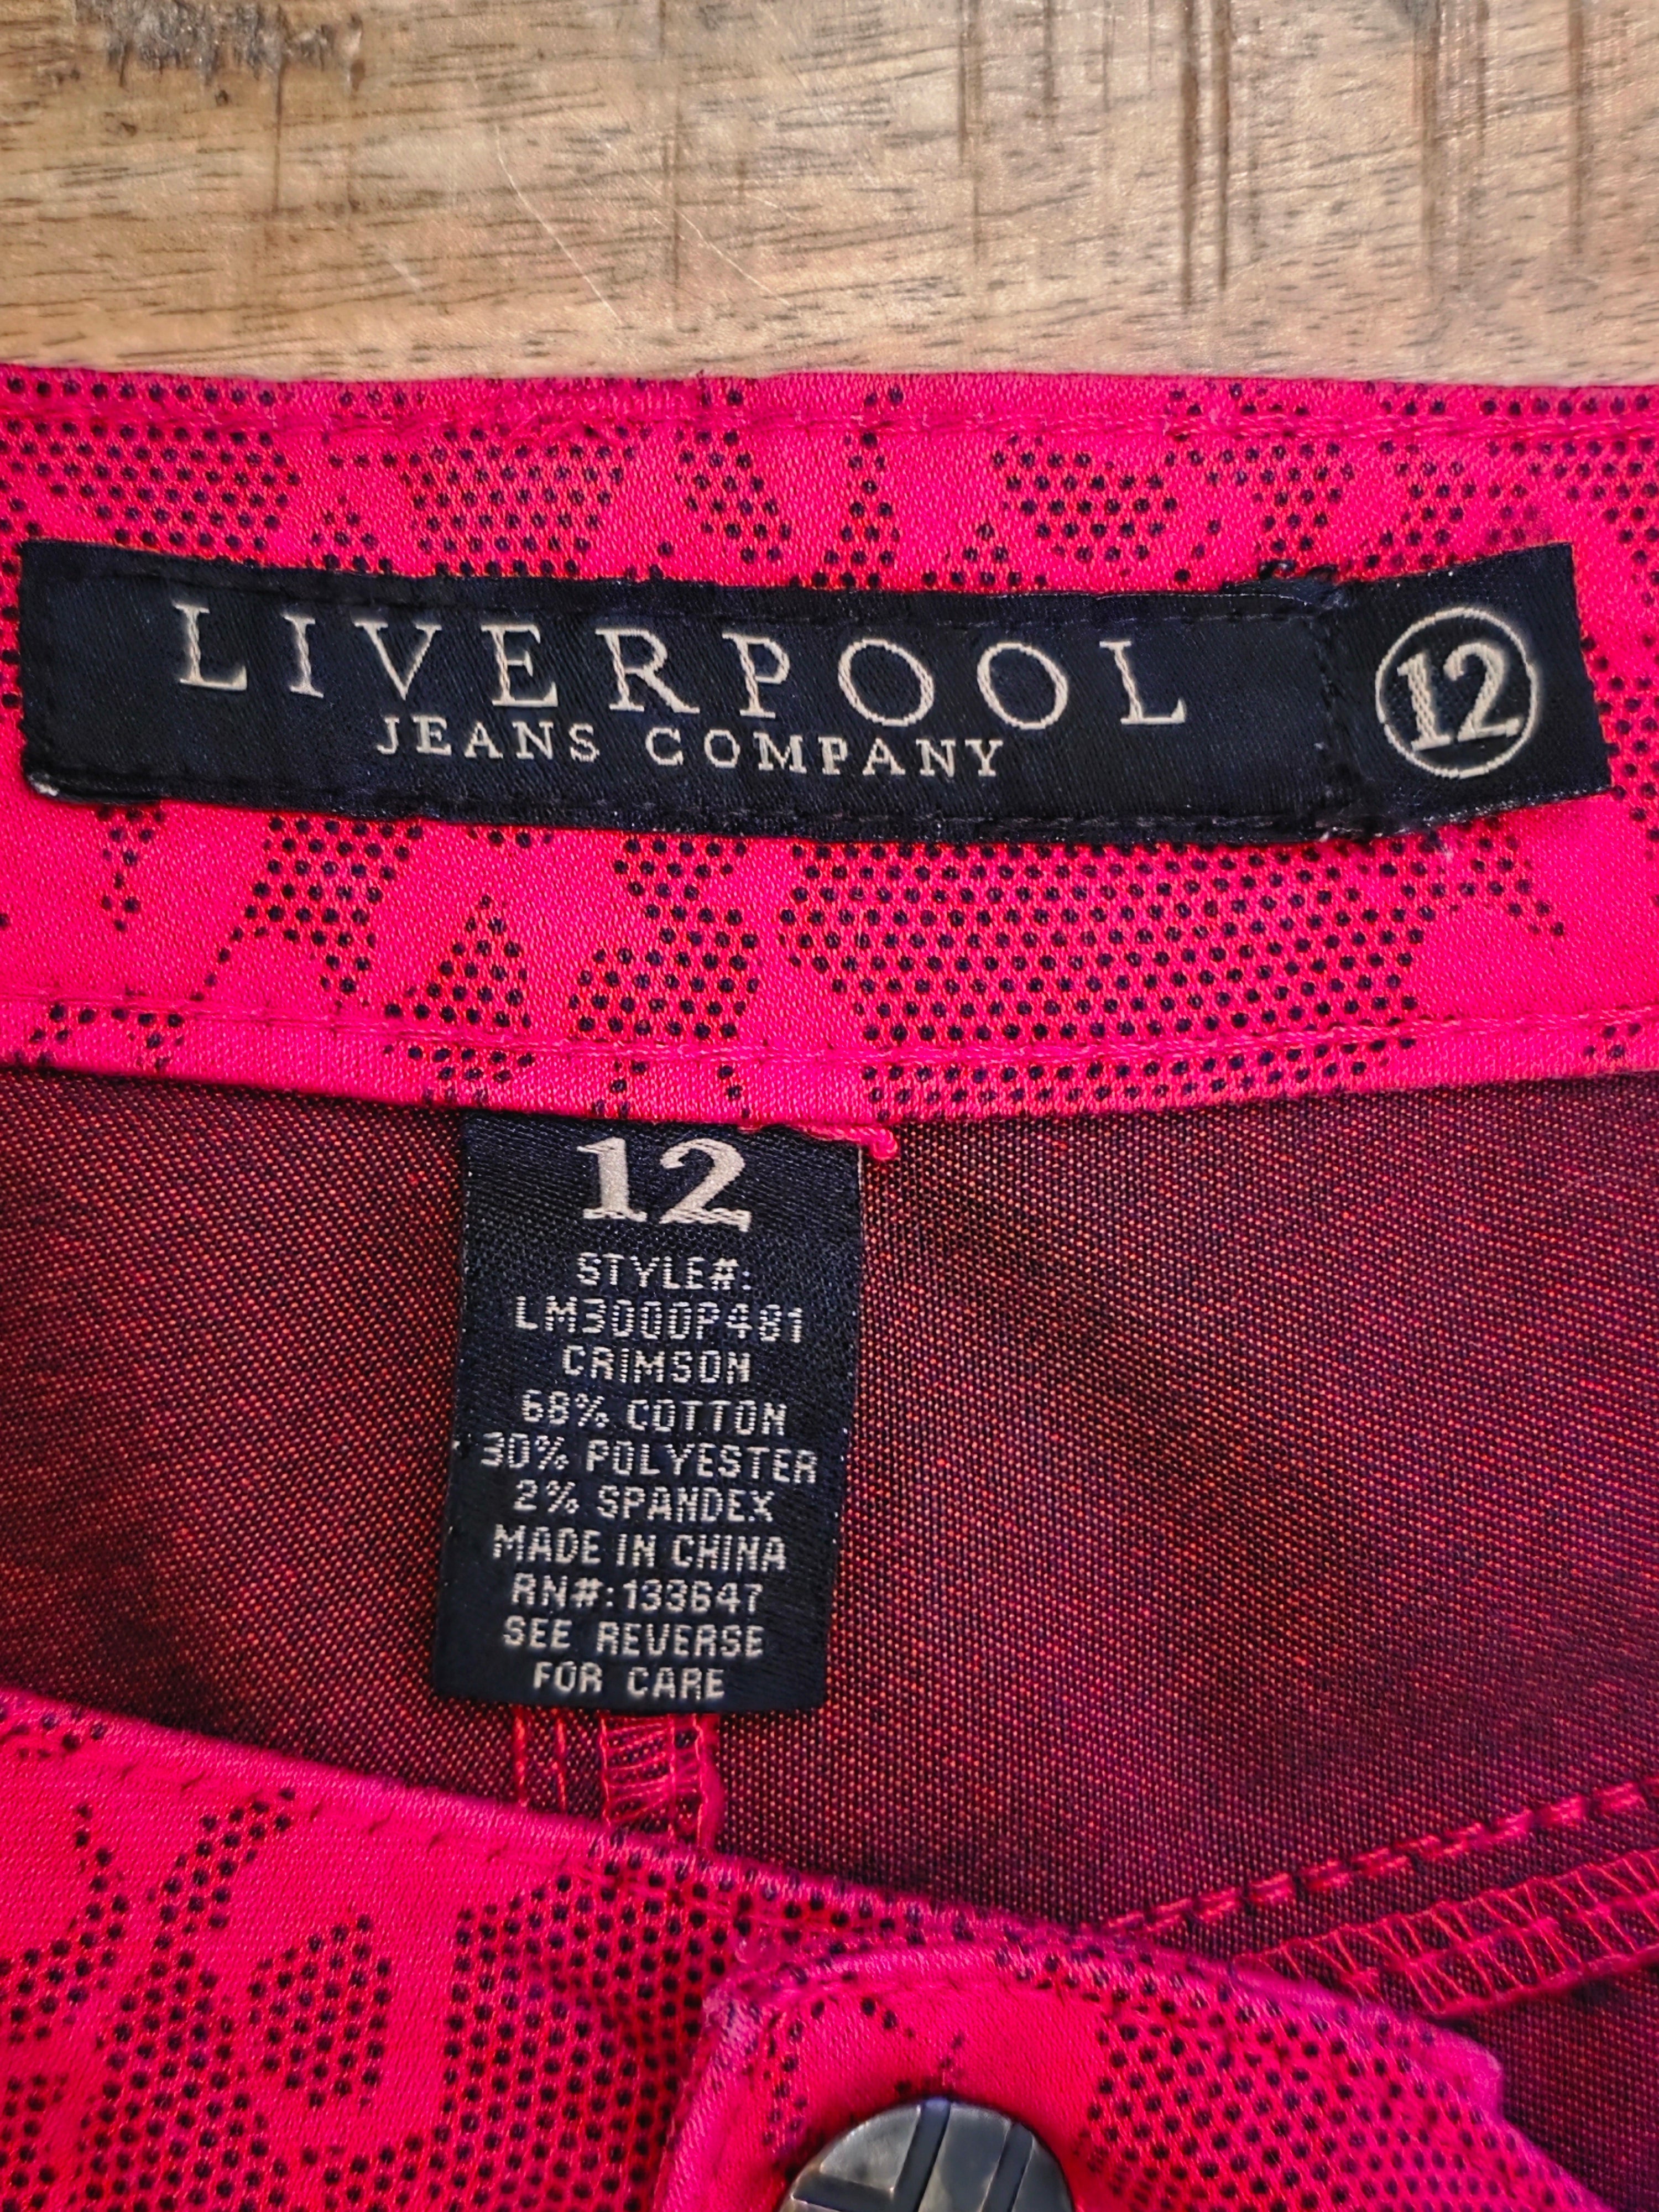 LIVERPOOL 12
JEANS COMPANY
12
STYLE#:
LM3000P481
CRIMSON
68% COTTON
30% POLYESTER
2% SPANDEX
MADE IN CHINA
RN#:133647
SEE REVERSE
FOR CARE